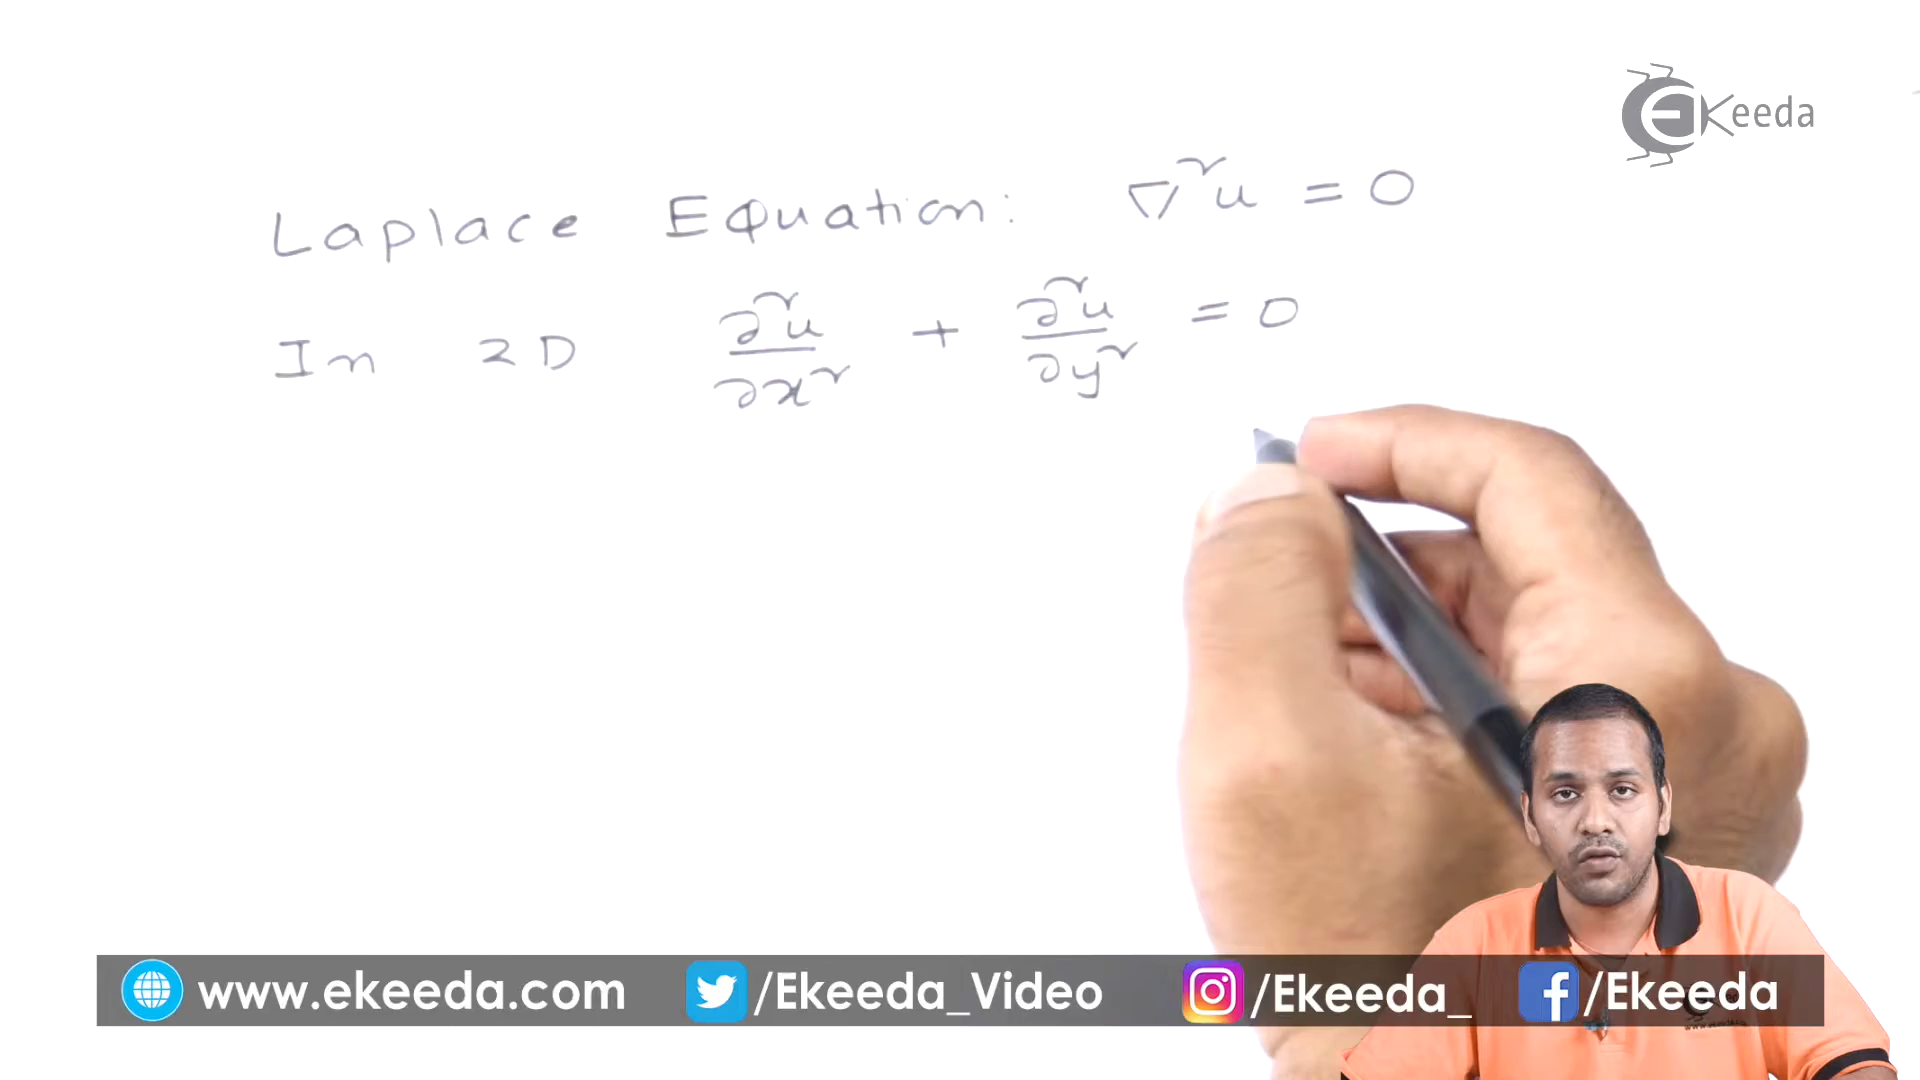 EKeeda
Laplace Equation: ∇²u = 0
In 2D ∂²u/∂x² + ∂²u/∂y² = 0
www.ekeeda.com /Ekeeda_Video /Ekeeda_ /Ekeeda